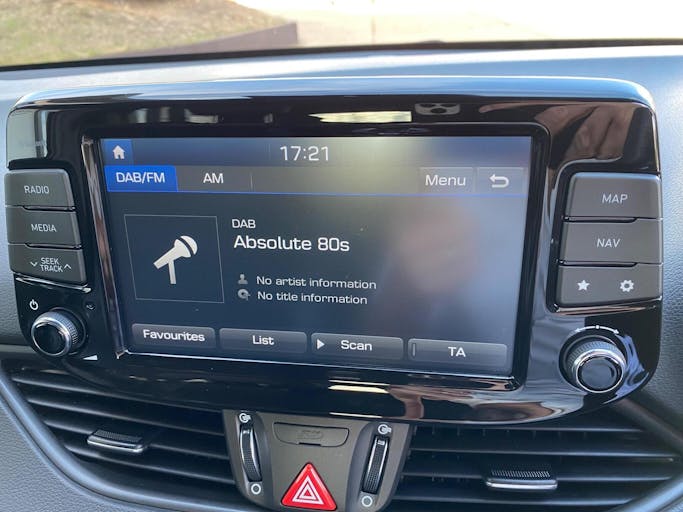 17:21
DAB/FM
AM
Menu
RADIO
MEDIA
SEEK
TRACK
DAB
Absolute 80s
No artist information
No title information
Favourites
List
Scan
TA
MAP
NAV